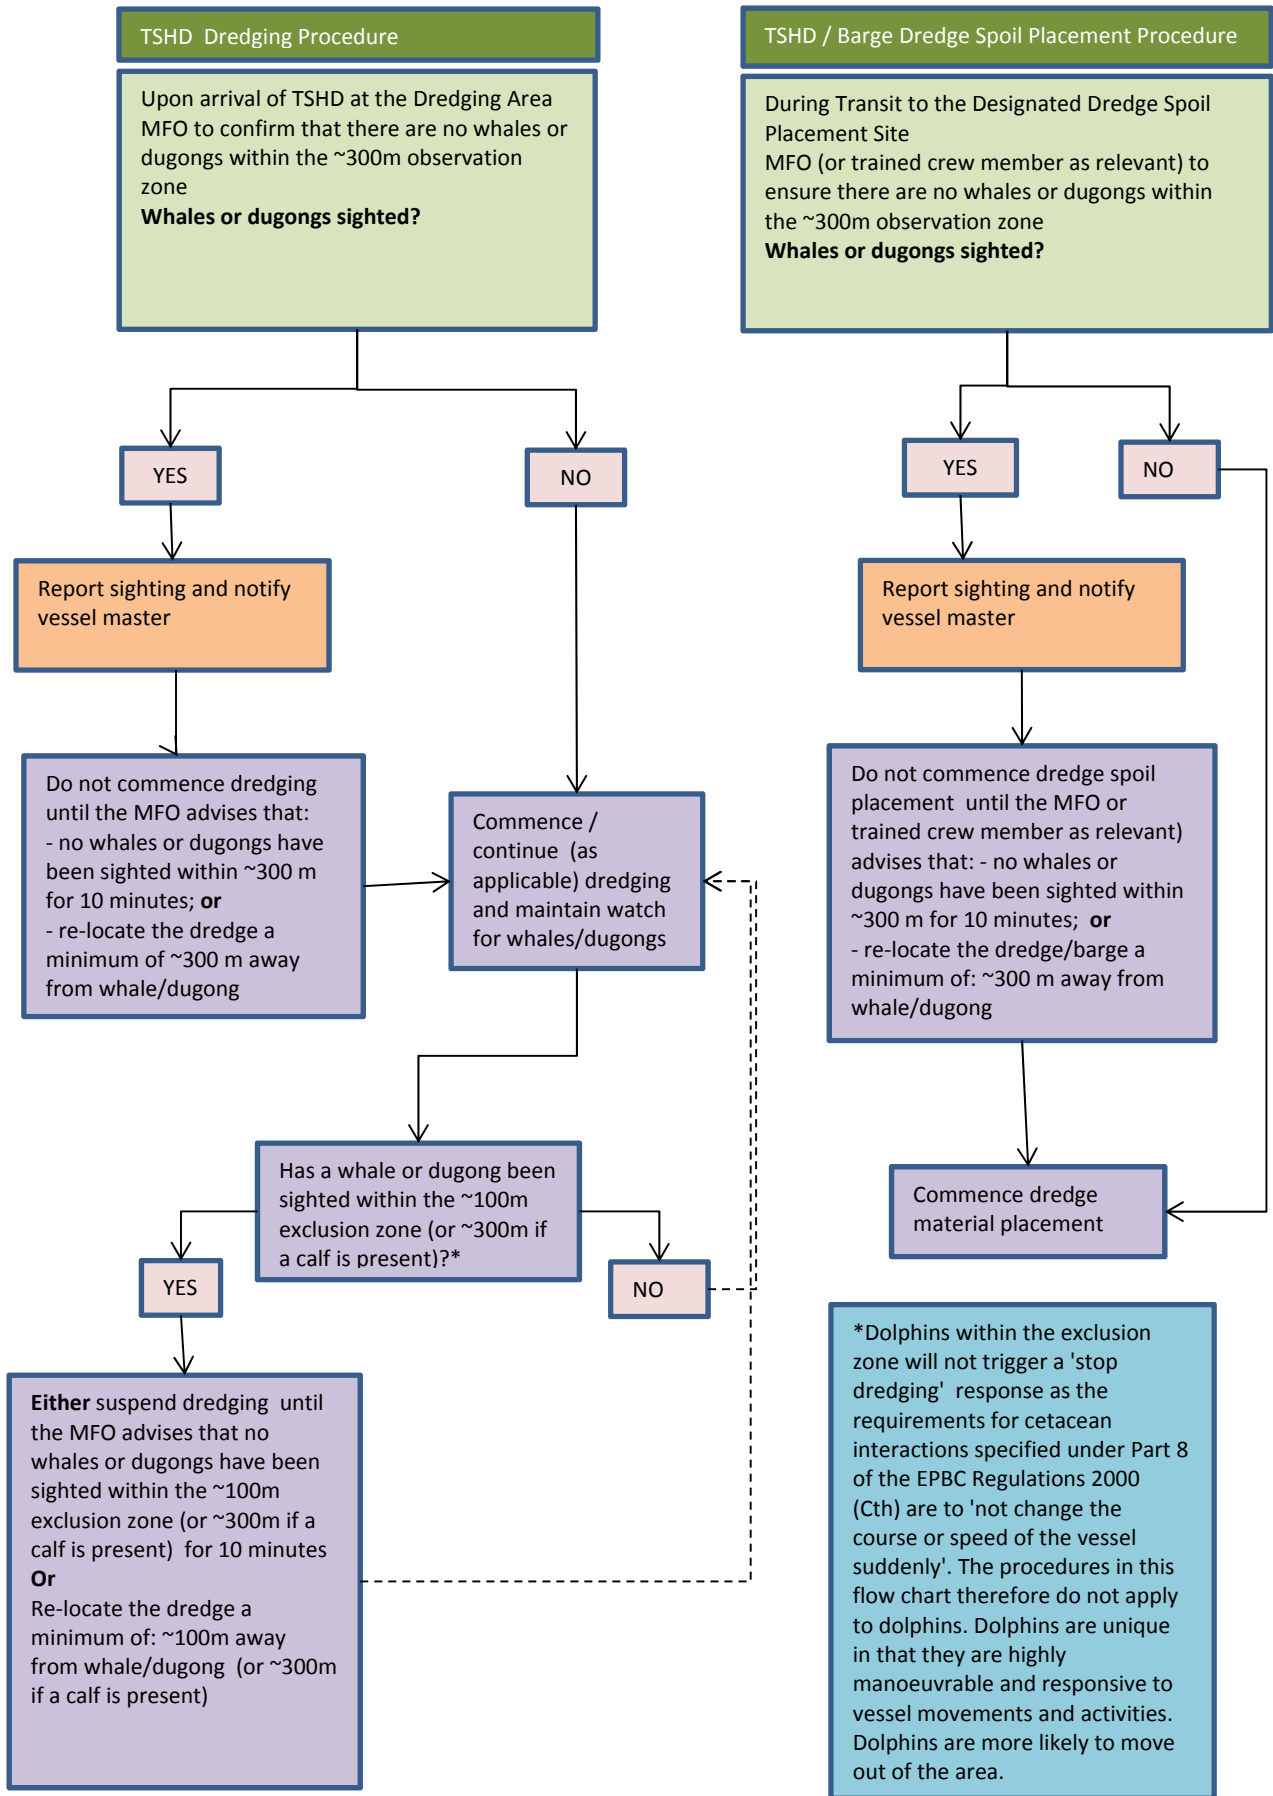 TSHD  Dredging Procedure
Upon arrival of TSHD at the Dredging Area
MFO to confirm that there are no whales or
dugongs within the ~300m observation
zone
Whales or dugongs sighted?
YES
NO
Report sighting and notify
vessel master
Do not commence dredging
until the MFO advises that:
- no whales or dugongs have
been sighted within ~300 m
for 10 minutes; or
- re-locate the dredge a
minimum of ~300 m away
from whale/dugong
Commence /
continue  (as
applicable) dredging
and maintain watch
for whales/dugongs
Has a whale or dugong been
sighted within the ~100m
exclusion zone (or ~300m if
a calf is present)?*
YES
NO
Either suspend dredging  until
the MFO advises that no
whales or dugongs have been
sighted within the ~100m
exclusion zone (or ~300m if a
calf is present)  for 10 minutes
Or
Re-locate the dredge a
minimum of: ~100m away
from whale/dugong  (or ~300m
if a calf is present)
TSHD / Barge Dredge Spoil Placement Procedure
During Transit to the Designated Dredge Spoil
Placement Site
MFO (or trained crew member as relevant) to
ensure there are no whales or dugongs within
the ~300m observation zone
Whales or dugongs sighted?
YES
NO
Report sighting and notify
vessel master
Do not commence dredge spoil
placement  until the MFO or
trained crew member as relevant)
advises that: - no whales or
dugongs have been sighted within
~300 m for 10 minutes;  or
- re-locate the dredge/barge a
minimum of: ~300 m away from
whale/dugong
Commence dredge
material placement
*Dolphins within the exclusion
zone will not trigger a 'stop
dredging'  response as the
requirements for cetacean
interactions specified under Part 8
of the EPBC Regulations 2000
(Cth) are to 'not change the
course or speed of the vessel
suddenly'. The procedures in this
flow chart therefore do not apply
to dolphins. Dolphins are unique
in that they are highly
manoeuvrable and responsive to
vessel movements and activities.
Dolphins are more likely to move
out of the area.